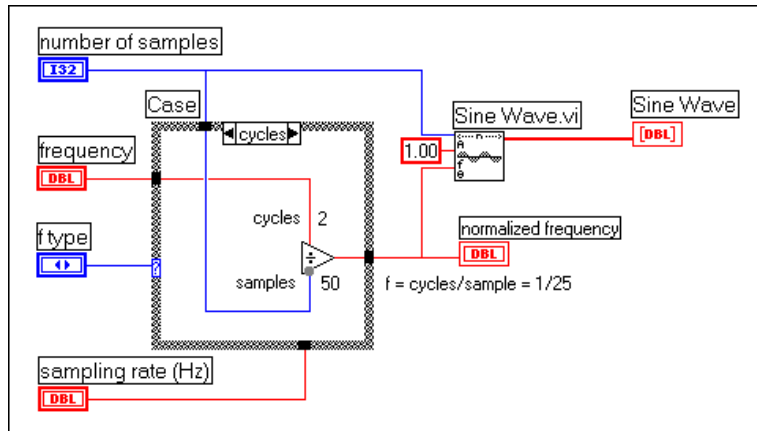 number of samples
I32
Case
cycles
Sine Wave.vi
Sine Wave
[DBL]
n
A
f
θ
1.00
frequency
DBL
cycles 2
÷
normalized frequency
DBL
f type
?
samples 50
f = cycles/sample = 1/25
sampling rate (Hz)
DBL